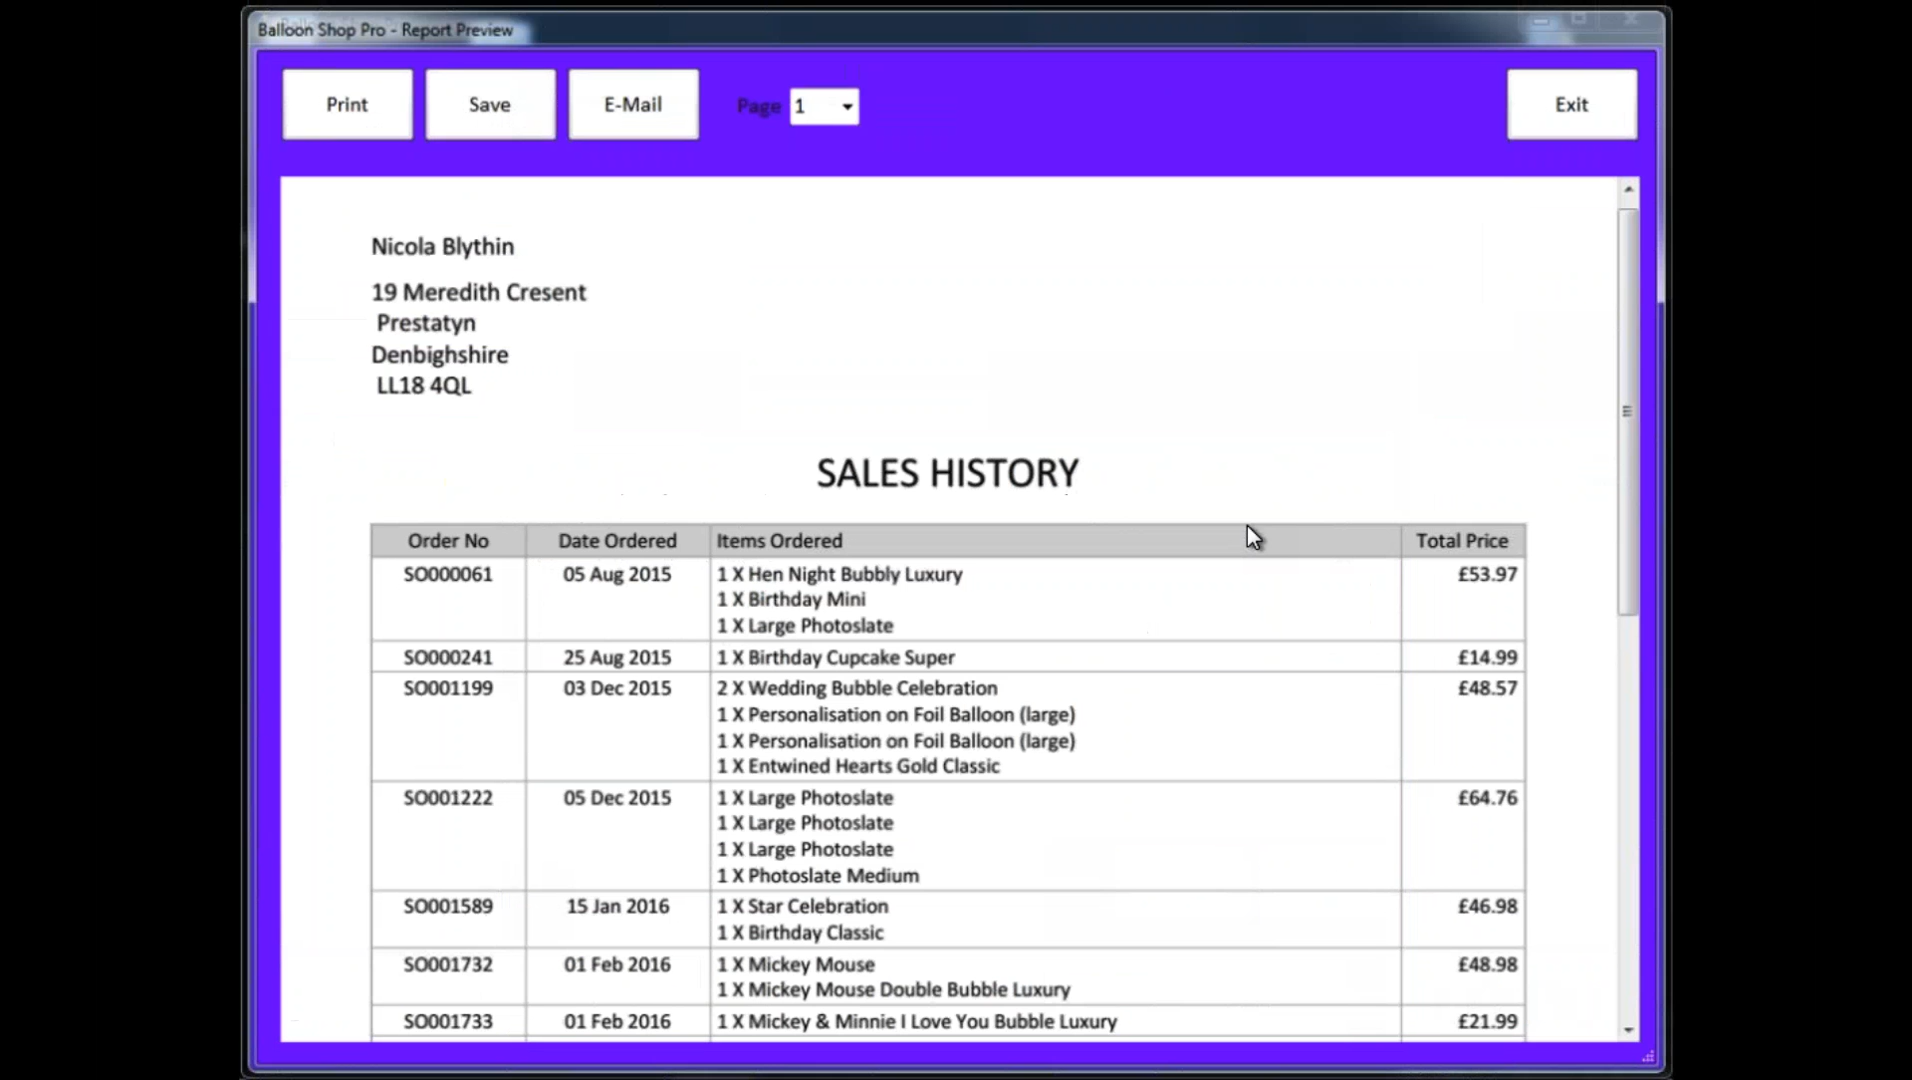 Balloon Shop Pro - Report Preview
Print
Save
E-Mail
Page
1
Exit
Nicola Blythin
19 Meredith Cresent
Prestatyn
Denbighshire
LL18 4QL
SALES HISTORY
Order No Date Ordered Items Ordered Total Price
SO000061 05 Aug 2015 1 X Hen Night Bubbly Luxury £53.97
1 X Birthday Mini
1 X Large Photoslate
SO000241 25 Aug 2015 1 X Birthday Cupcake Super £14.99
SO001199 03 Dec 2015 2 X Wedding Bubble Celebration £48.57
1 X Personalisation on Foil Balloon (large)
1 X Personalisation on Foil Balloon (large)
1 X Entwined Hearts Gold Classic
SO001222 05 Dec 2015 1 X Large Photoslate £64.76
1 X Large Photoslate
1 X Large Photoslate
1 X Photoslate Medium
SO001589 15 Jan 2016 1 X Star Celebration £46.98
1 X Birthday Classic
SO001732 01 Feb 2016 1 X Mickey Mouse £48.98
1 X Mickey Mouse Double Bubble Luxury
SO001733 01 Feb 2016 1 X Mickey & Minnie I Love You Bubble Luxury £21.99